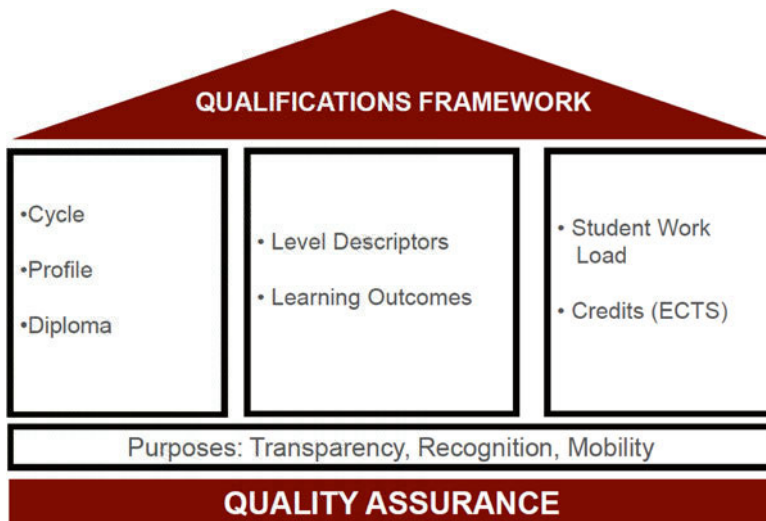 QUALIFICATIONS FRAMEWORK
•Cycle
•Profile
•Diploma
• Level Descriptors
• Learning Outcomes
• Student Work
Load
• Credits (ECTS)
Purposes: Transparency, Recognition, Mobility
QUALITY ASSURANCE